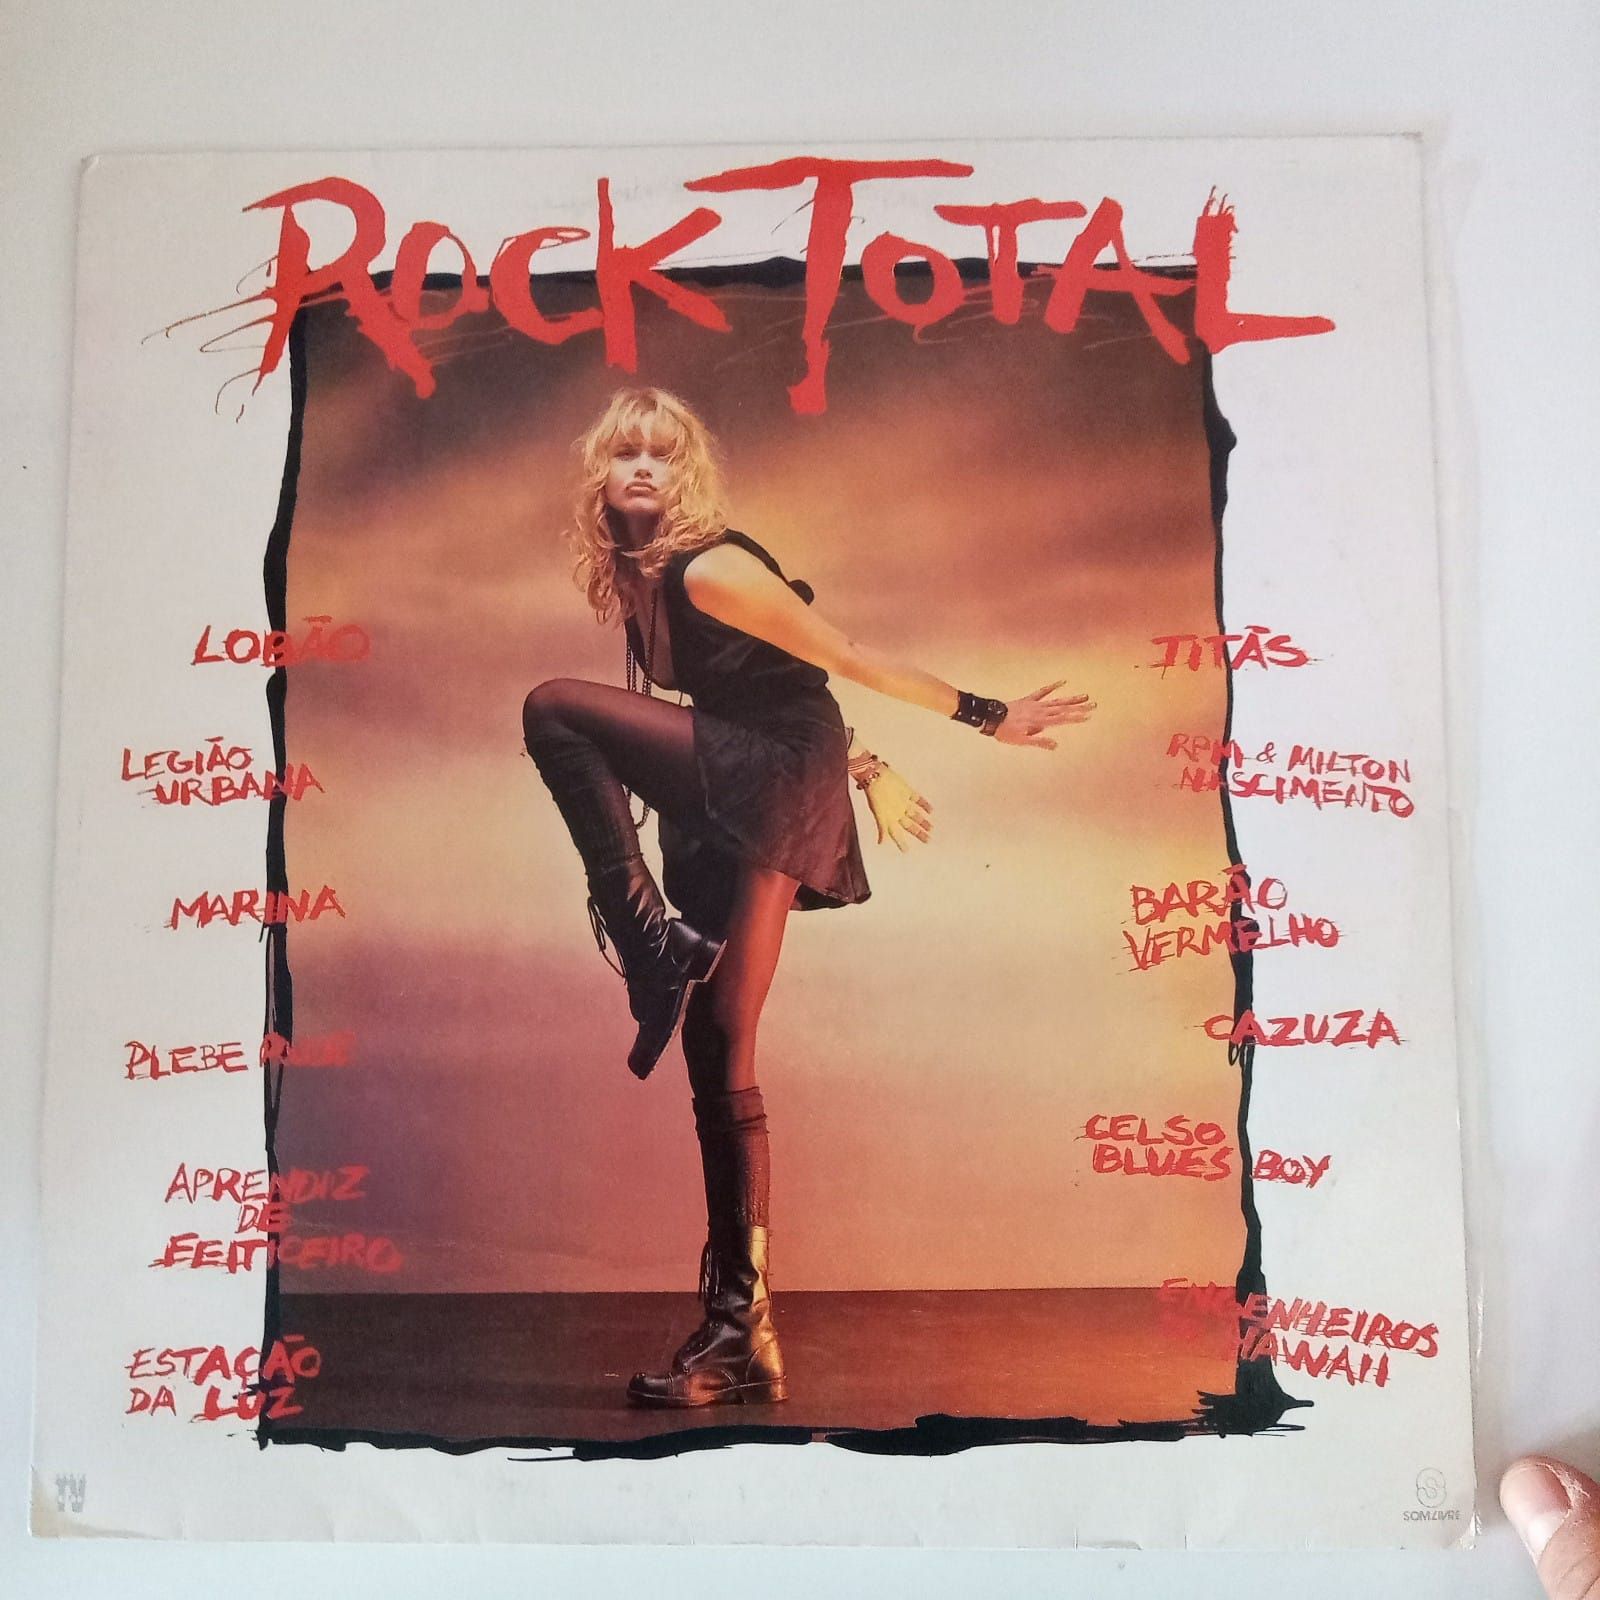 ROCK TOTAL
LOBÃO
LEGIÃO
URBANA
MARINA
PLEBE RUDE
APRENDIZ
DE
FEITICEIRO
ESTAÇÃO
DA LUZ
TITÃS
RPM & MILTON
NASCIMENTO
BARÃO
VERMELHO
CAZUZA
CELSO
BLUES BOY
ENGENHEIROS
DO HAWAII
TV
SOM LIVRE